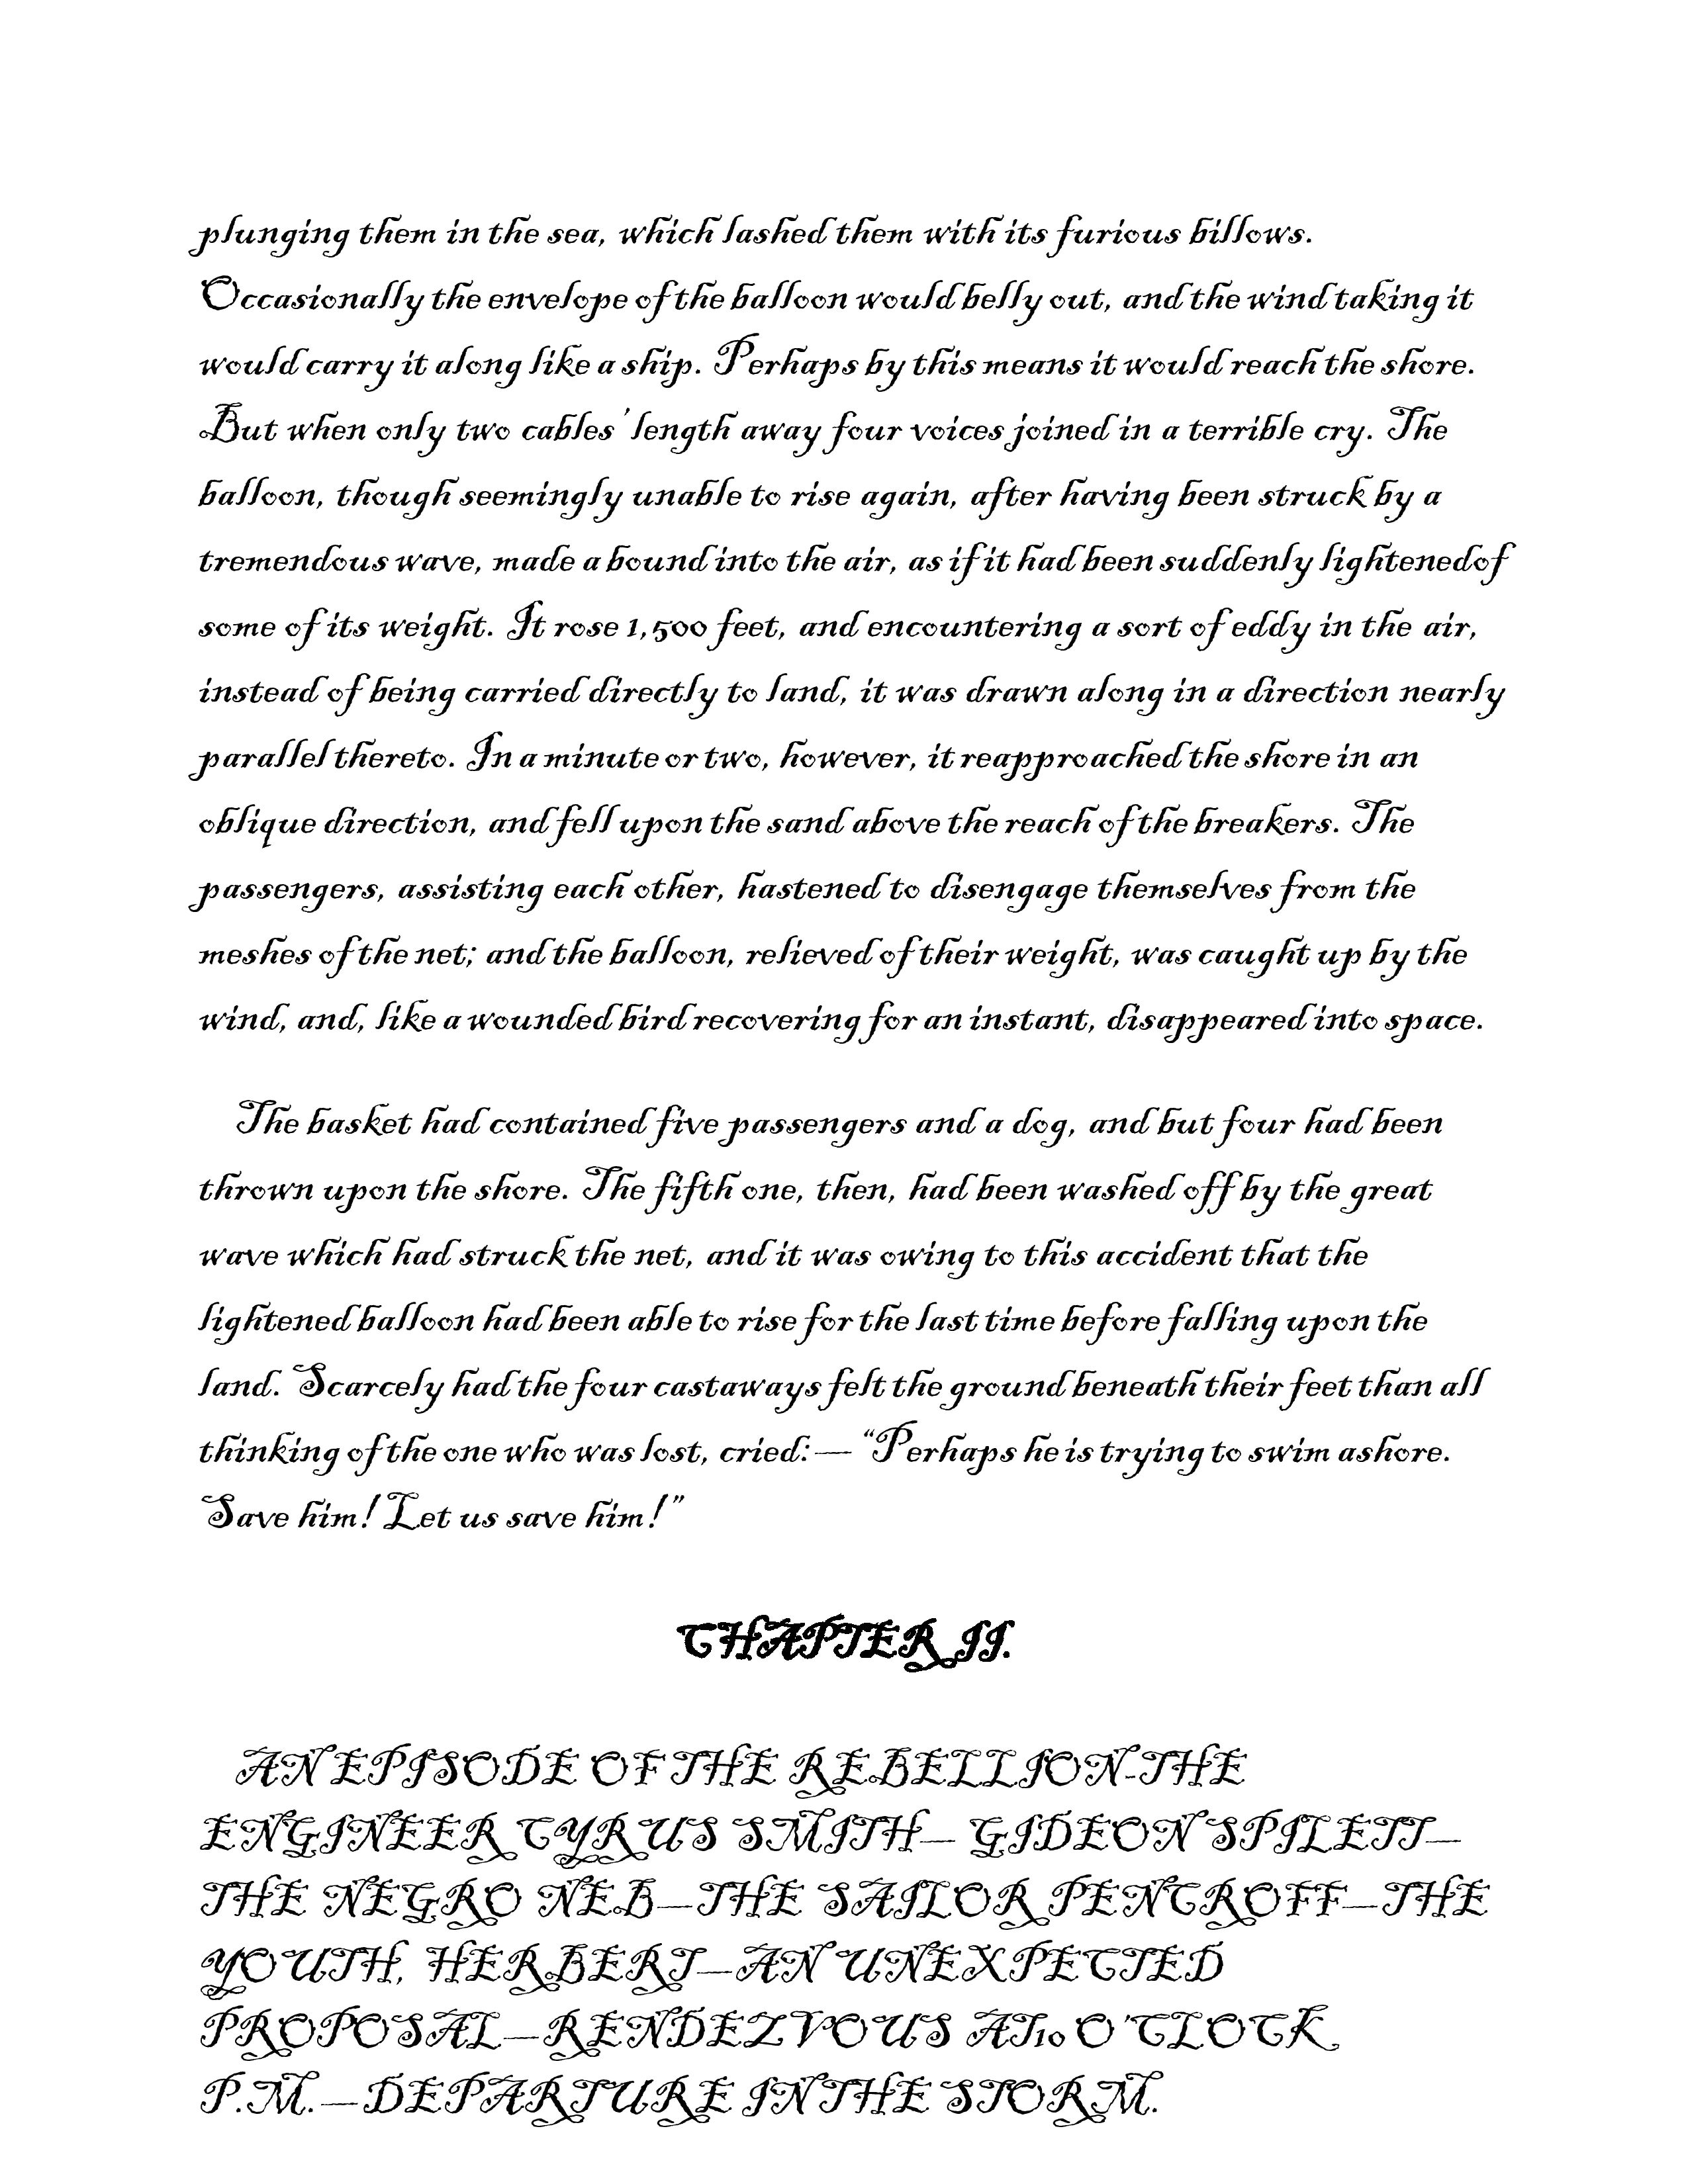 plunging them in the sea, which lashed them with its furious billows.
Occasionally the envelope of the balloon would belly out, and the wind taking it
would carry it along like a ship. Perhaps by this means it would reach the shore.
But when only two cables' length away four voices joined in a terrible cry. The
balloon, though seemingly unable to rise again, after having been struck by a
tremendous wave, made a bound into the air, as if it had been suddenly lightened of
some of its weight. It rose 1,500 feet, and encountering a sort of eddy in the air,
instead of being carried directly to land, it was drawn along in a direction nearly
parallel thereto. In a minute or two, however, it reapproached the shore in an
oblique direction, and fell upon the sand above the reach of the breakers. The
passengers, assisting each other, hastened to disengage themselves from the
meshes of the net; and the balloon, relieved of their weight, was caught up by the
wind, and, like a wounded bird recovering for an instant, disappeared into space.
The basket had contained five passengers and a dog, and but four had been
thrown upon the shore. The fifth one, then, had been washed off by the great
wave which had struck the net, and it was owing to this accident that the
lightened balloon had been able to rise for the last time before falling upon the
land. Scarcely had the four castaways felt the ground beneath their feet than all
thinking of the one who was lost, cried:— “Perhaps he is trying to swim ashore.
Save him! Let us save him!”
CHAPTER II.
AN EPISODE OF THE REBELLION-THE
ENGINEER CYRUS SMITH— GIDEON SPILETT—
THE NEGRO NEB—THE SAILOR PENCROFF—THE
YOUTH, HERBERT—AN UNEXPECTED
PROPOSAL—RENDEZVOUS AT10 O'CLOCK
P.M.—DEPARTURE IN THE STORM.